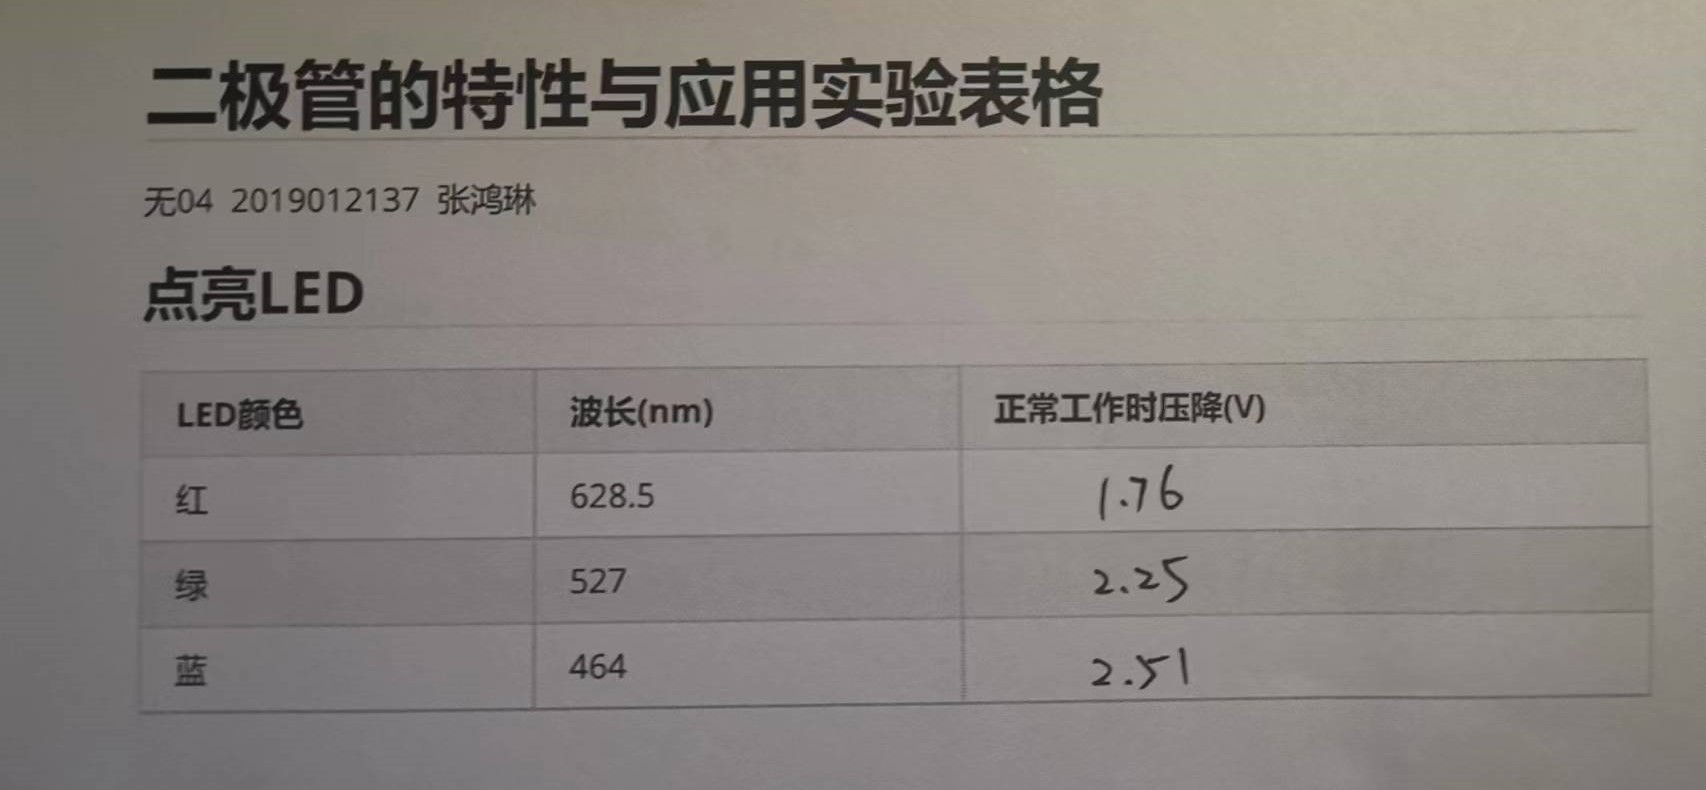 二极管的特性与应用实验表格
无04 2019012137 张鸿琳
点亮LED
LED颜色 波长(nm) 正常工作时压降(V)
红 628.5 1.76
绿 527 2.25
蓝 464 2.51